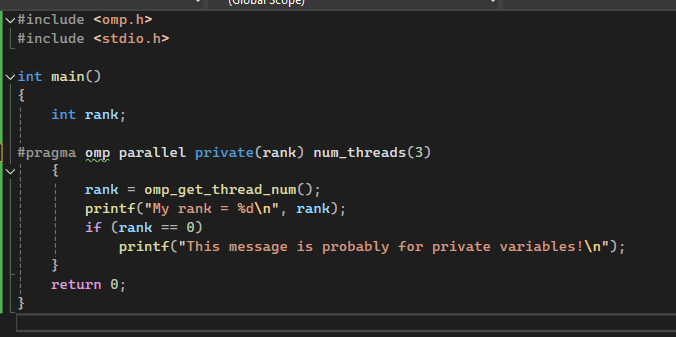 (Global Scope)
#include <omp.h>
#include <stdio.h>
int main()
{
int rank;
#pragma omp parallel private(rank) num_threads(3)
{
rank = omp_get_thread_num();
printf("My rank = %d\n", rank);
if (rank == 0)
printf("This message is probably for private variables!\n");
}
return 0;
}